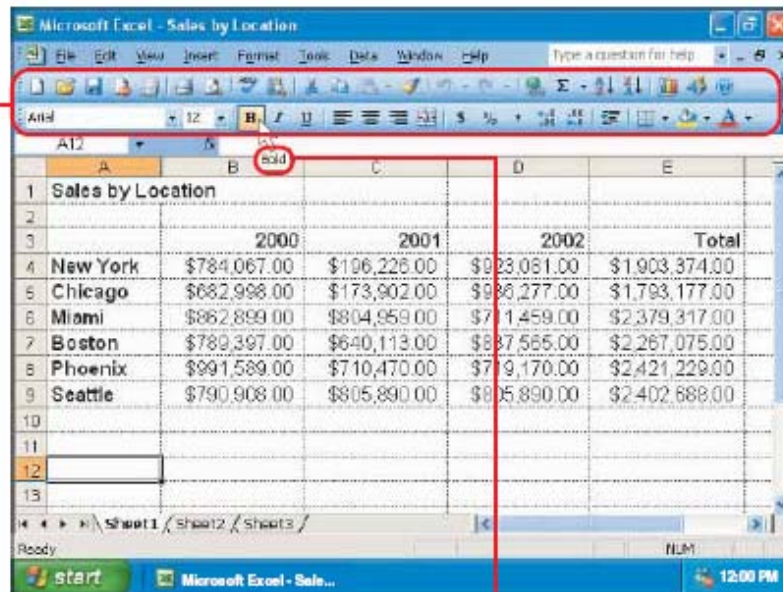 Microsoft Excel - Sales by Location
File Edit View Insert Format Tools Data Window Help Type a question for help
Arial 12 B I U $ % ,
A12 fx
Bold
A B C D E
1 Sales by Location
2
3 2000 2001 2002 Total
4 New York $784,067.00 $196,226.00 $923,081.00 $1,903,374.00
5 Chicago $682,998.00 $173,902.00 $936,277.00 $1,793,177.00
6 Miami $862,899.00 $804,959.00 $711,459.00 $2,379,317.00
7 Boston $789,397.00 $640,113.00 $837,565.00 $2,267,075.00
8 Phoenix $991,589.00 $710,470.00 $719,170.00 $2,421,229.00
9 Seattle $790,908.00 $805,890.00 $805,890.00 $2,402,688.00
10
11
12
13
Sheet1 Sheet2 Sheet3
Ready NUM
start Microsoft Excel - Sale... 12:00 PM